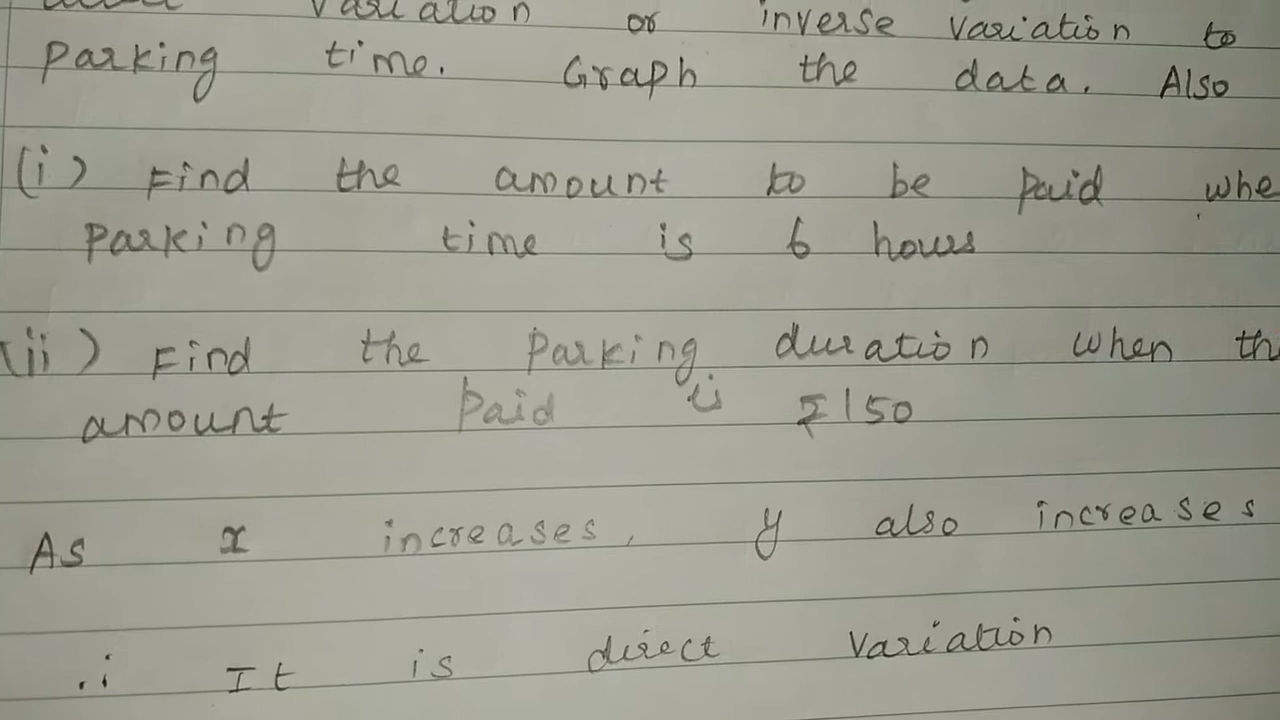 variation or inverse variation to
parking time. Graph the data. Also
(i) Find the amount to be paid whe
parking time is 6 hours
(ii) Find the parking duration when th
amount paid is ₹150
As x increases, y also increases
∴ It is direct variation